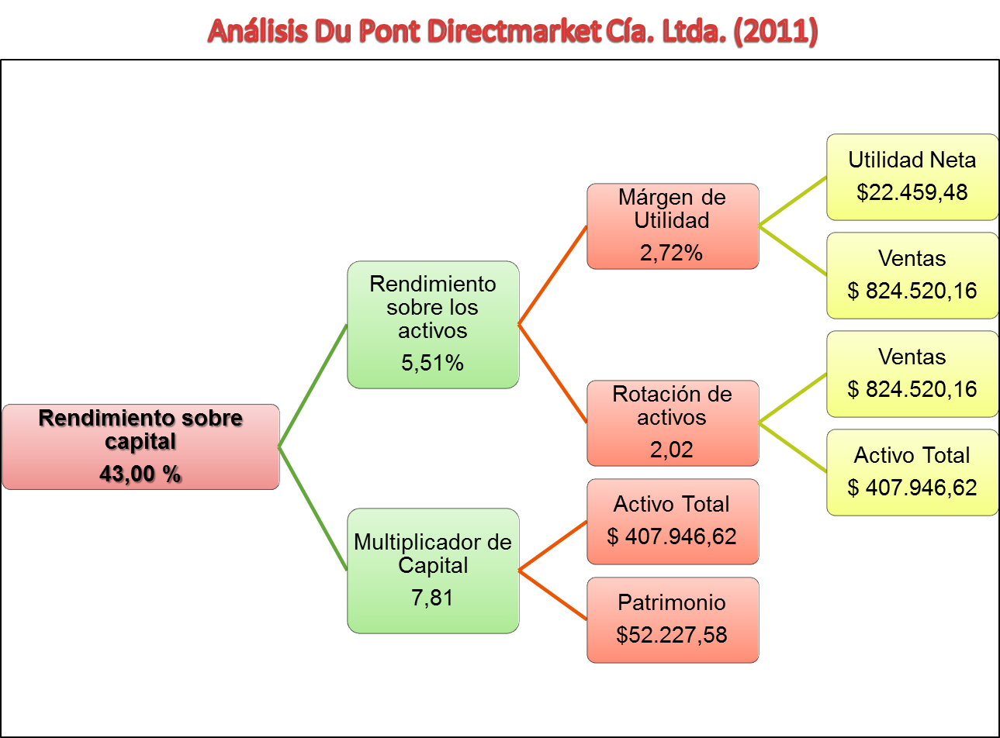 Análisis Du Pont Directmarket Cía. Ltda. (2011)
Rendimiento sobre
capital
43,00 %
Rendimiento
sobre los
activos
5,51%
Multiplicador de
Capital
7,81
Márgen de
Utilidad
2,72%
Rotación de
activos
2,02
Activo Total
$ 407.946,62
Patrimonio
$52.227,58
Utilidad Neta
$22.459,48
Ventas
$ 824.520,16
Ventas
$ 824.520,16
Activo Total
$ 407.946,62